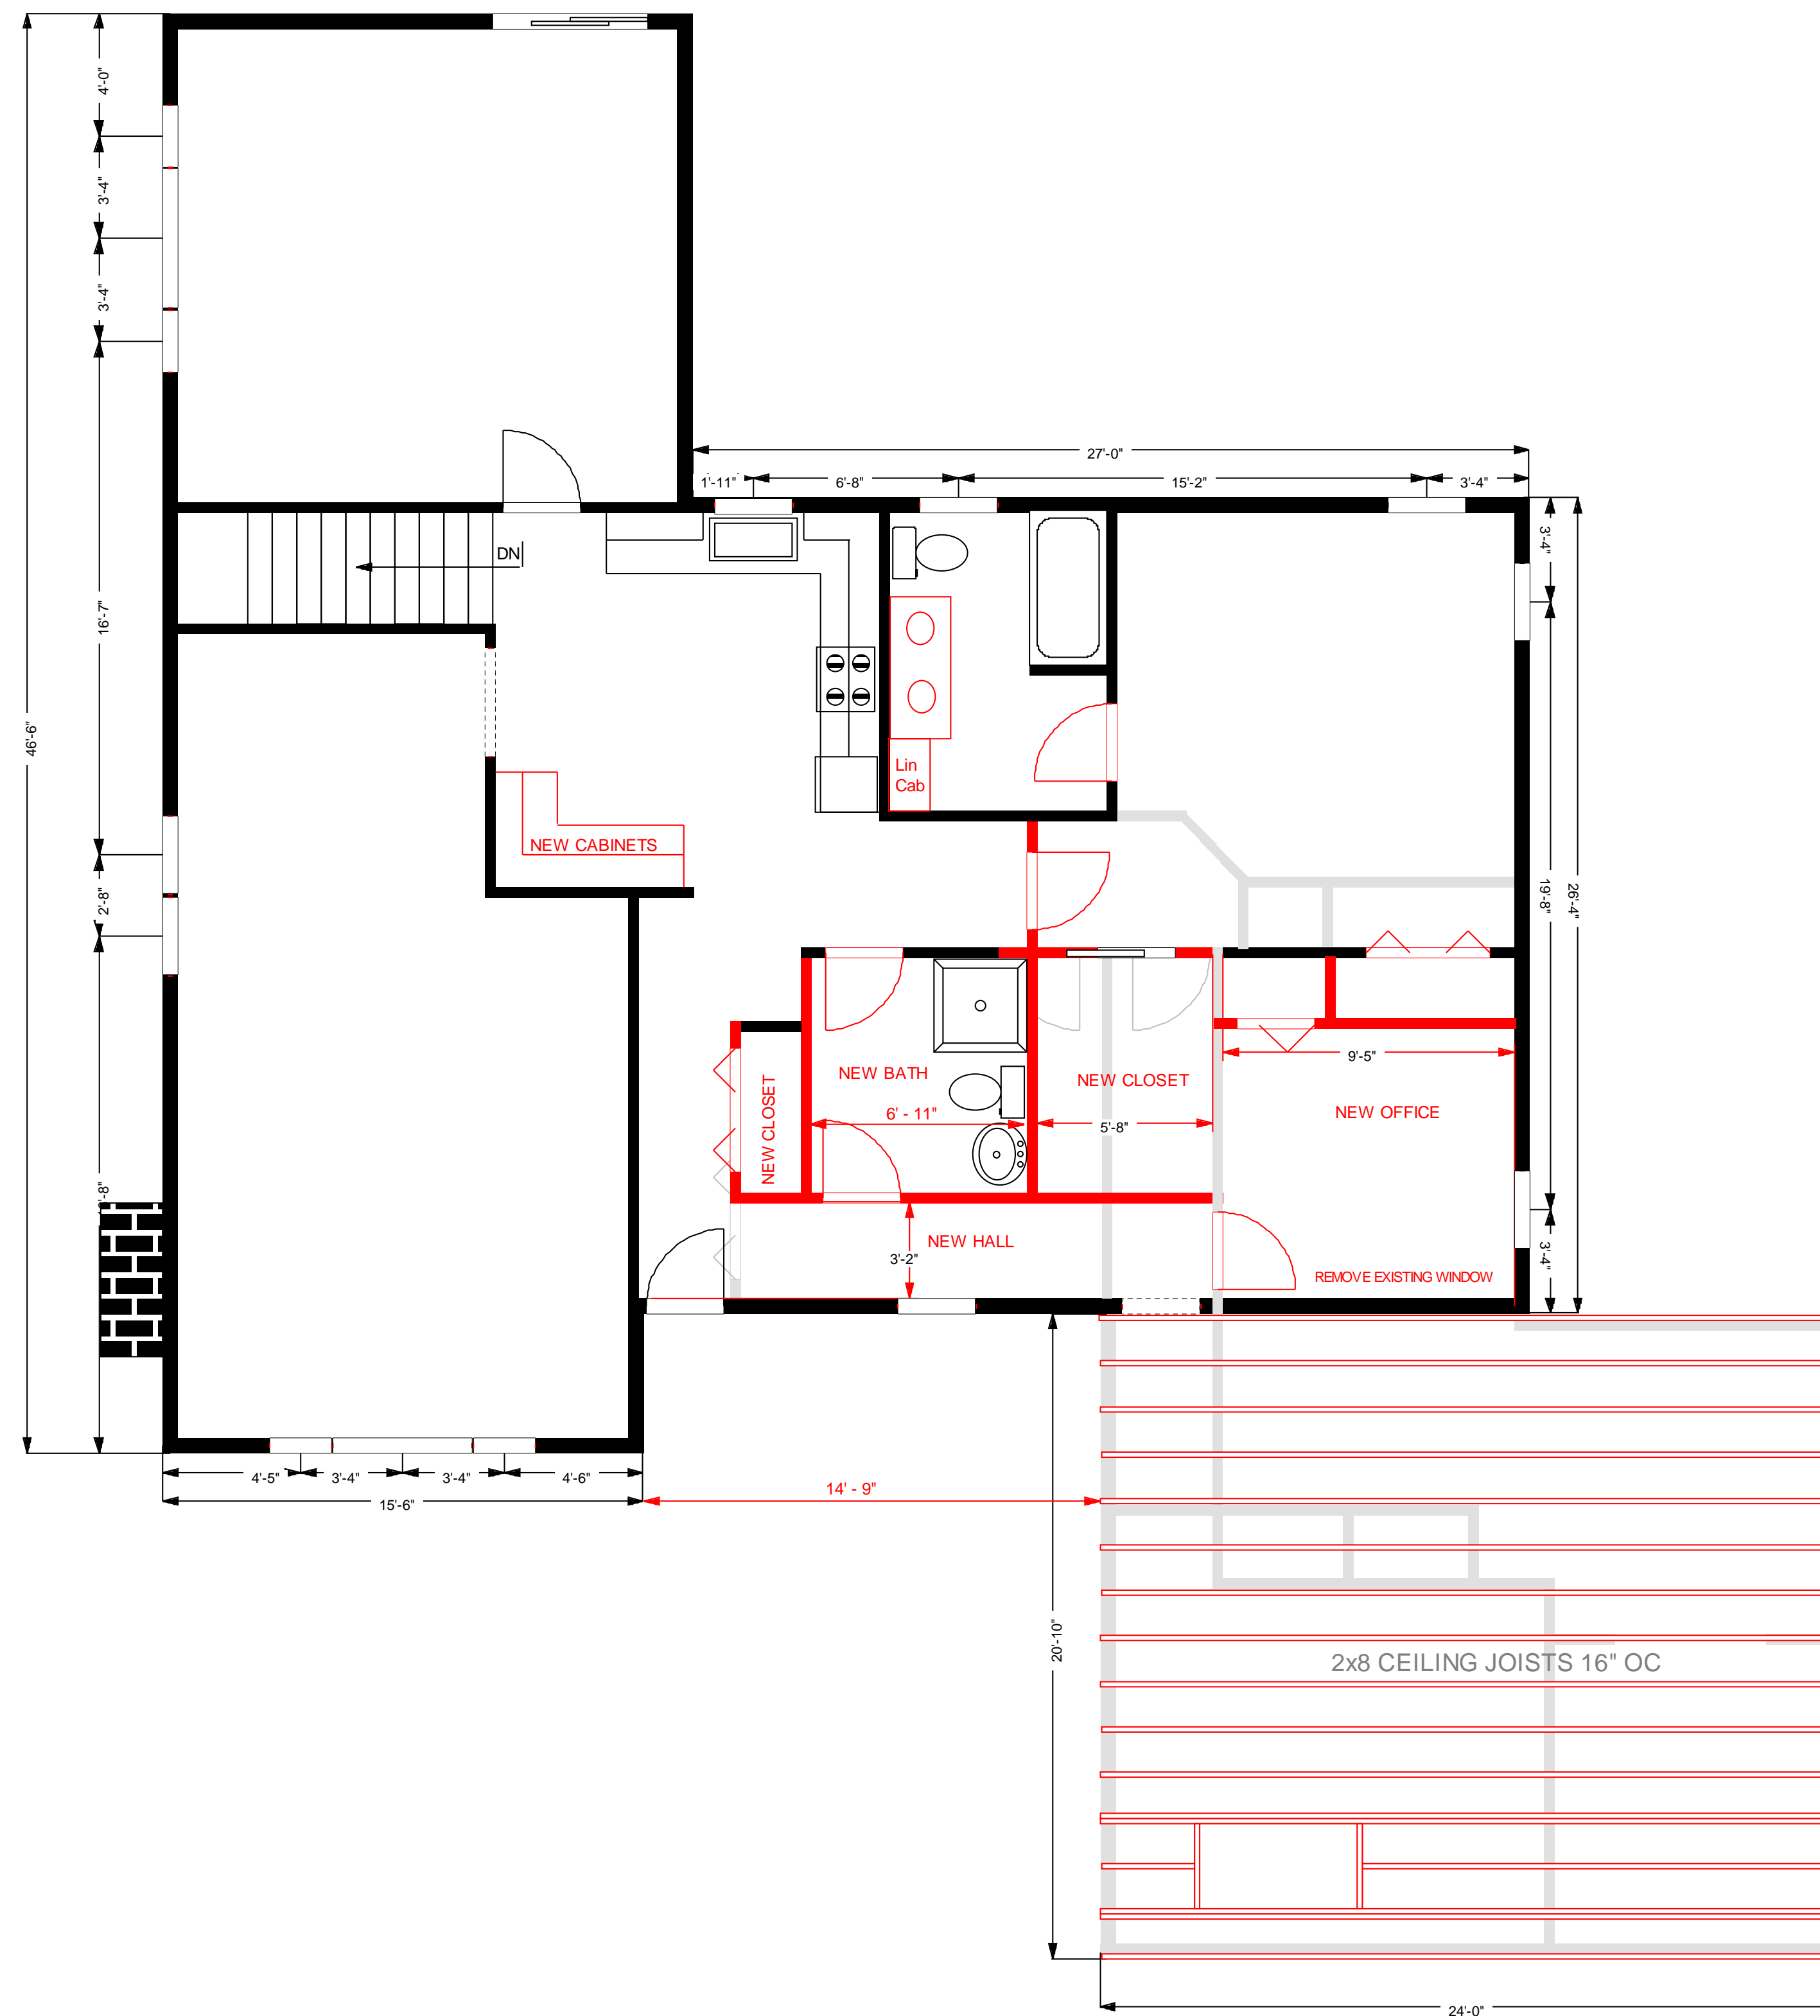 4'-0"
3'-4"
3'-4"
16'-7"
46'-6"
2'-8"
'-8"
27'-0"
1'-11"
6'-8"
15'-2"
3'-4"
3'-4"
19'-8"
26'-4"
3'-4"
DN
Lin
Cab
NEW CABINETS
NEW BATH
6' - 11"
NEW CLOSET
NEW CLOSET
5'-8"
9'-5"
NEW OFFICE
NEW HALL
3'-2"
REMOVE EXISTING WINDOW
4'-5"
3'-4"
3'-4"
4'-6"
15'-6"
14' - 9"
20'-10"
2x8 CEILING JOISTS 16" OC
24'-0"